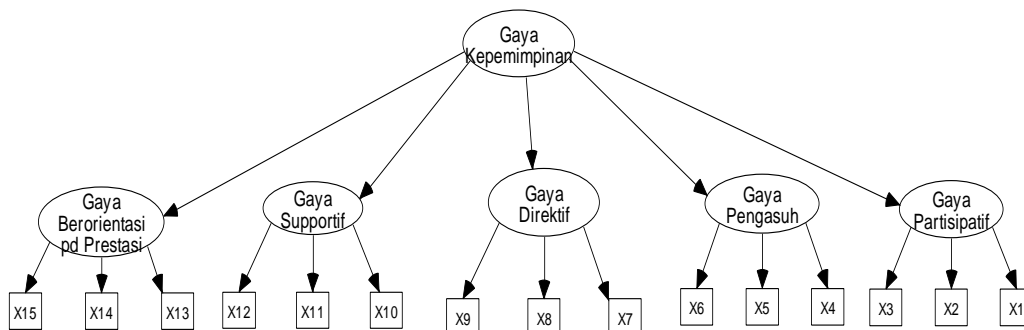 Gaya
Kepemimpinan
Gaya
Berorientasi
pd Prestasi
Gaya
Supportif
Gaya
Direktif
Gaya
Pengasuh
Gaya
Partisipatif
X15
X14
X13
X12
X11
X10
X9
X8
X7
X6
X5
X4
X3
X2
X1